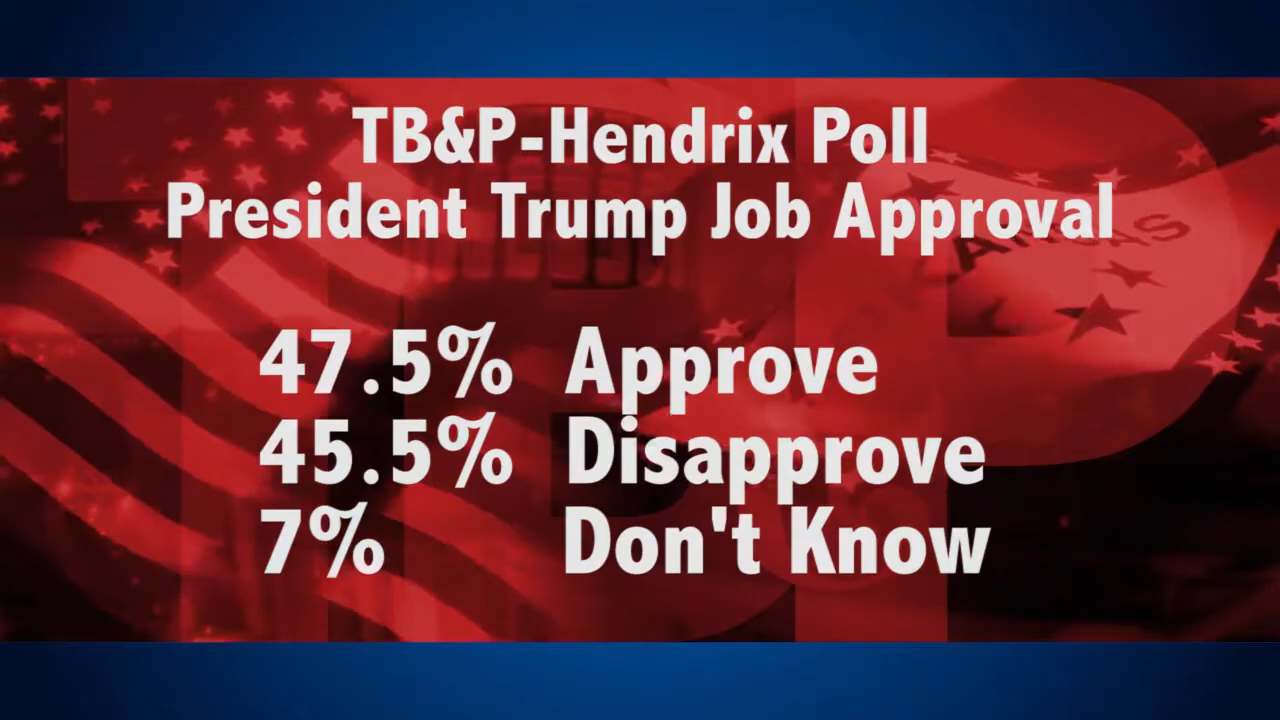 TB&P-Hendrix Poll
President Trump Job Approval
47.5% Approve
45.5% Disapprove
7% Don't Know